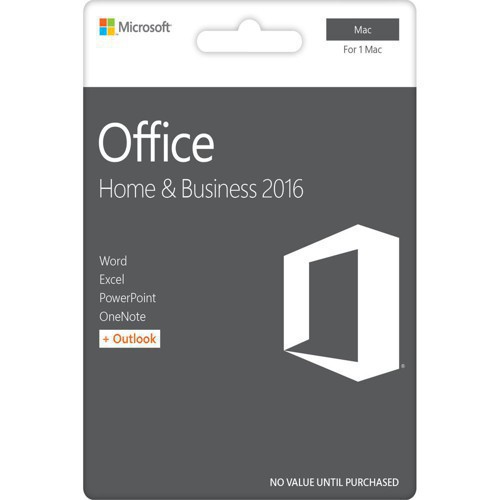 Microsoft
Mac
For 1 Mac
Office
Home & Business 2016
Word
Excel
PowerPoint
OneNote
+ Outlook
®
NO VALUE UNTIL PURCHASED